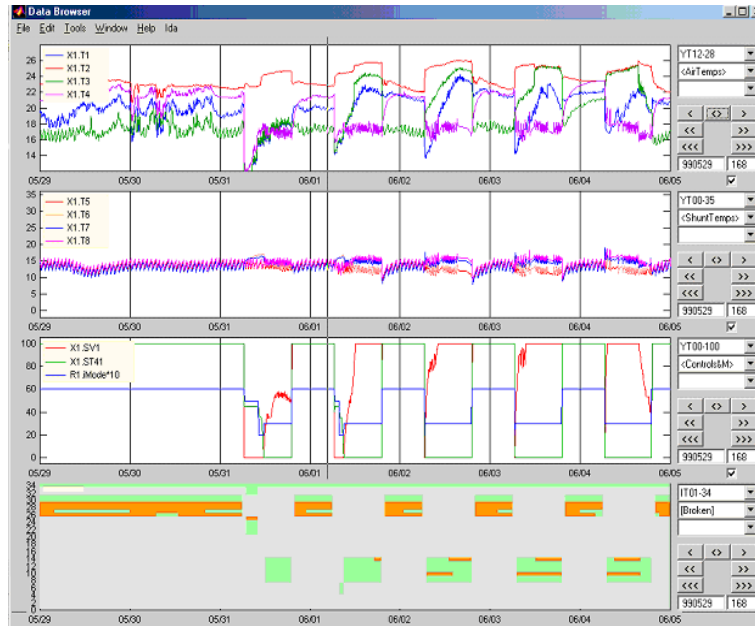 Data Browser
File Edit Tools Window Help Ida
X1.T1
X1.T2
X1.T3
X1.T4
26
24
22
20
18
16
14
05/29 05/30 05/31 06/01 06/02 06/03 06/04 06/05
YT12-28
<AirTemps>
< <> >
<< >>
<<< >>>
990529 168
X1.T5
X1.T6
X1.T7
X1.T8
35
30
25
20
15
10
5
0
05/29 05/30 05/31 06/01 06/02 06/03 06/04 06/05
YT00-35
<ShuntTemps>
< <> >
<< >>
<<< >>>
990529 168
X1.SV1
X1.ST41
R1.iMode*10
100
80
60
40
20
0
05/29 05/30 05/31 06/01 06/02 06/03 06/04 06/05
YT00-100
<Controls&M>
< <> >
<< >>
<<< >>>
990529 168
34
32
30
28
26
24
22
20
18
16
14
12
10
8
6
4
2
0
05/29 05/30 05/31 06/01 06/02 06/03 06/04 06/05
IT01-34
[Broken]
< <> >
<< >>
<<< >>>
990529 168